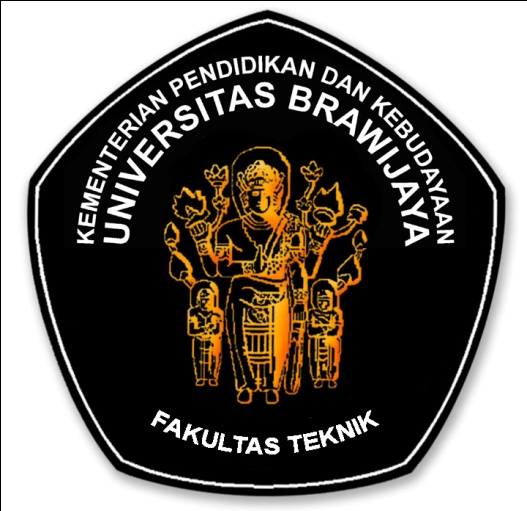 KEMENTERIAN PENDIDIKAN DAN KEBUDAYAAN
UNIVERSITAS BRAWIJAYA
FAKULTAS TEKNIK